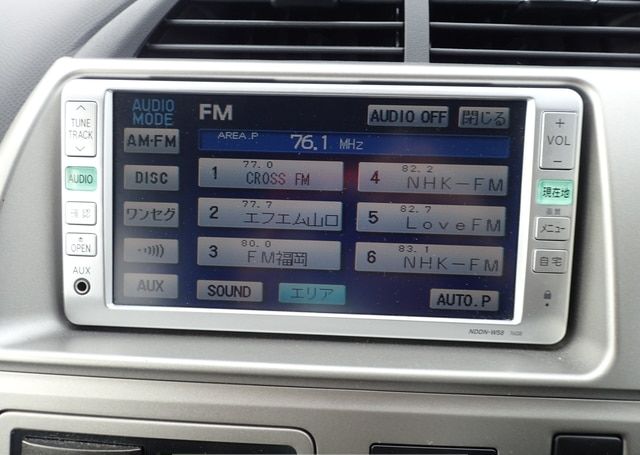 TUNE
TRACK
AUDIO
確認
OPEN
AUX
AUDIO
MODE
FM
AUDIO OFF
閉じる
AM・FM
AREA.P
76.1 MHz
DISC
ワンセグ
AUX
1 77.0
CROSS FM
2 77.7
エフエム山口
3 80.0
FM福岡
4 82.2
NHK-FM
5 82.7
LoveFM
6 83.1
NHK-FM
SOUND
エリア
AUTO.P
+
VOL
-
現在地
画質
メニュー
自宅
NDDN-W58